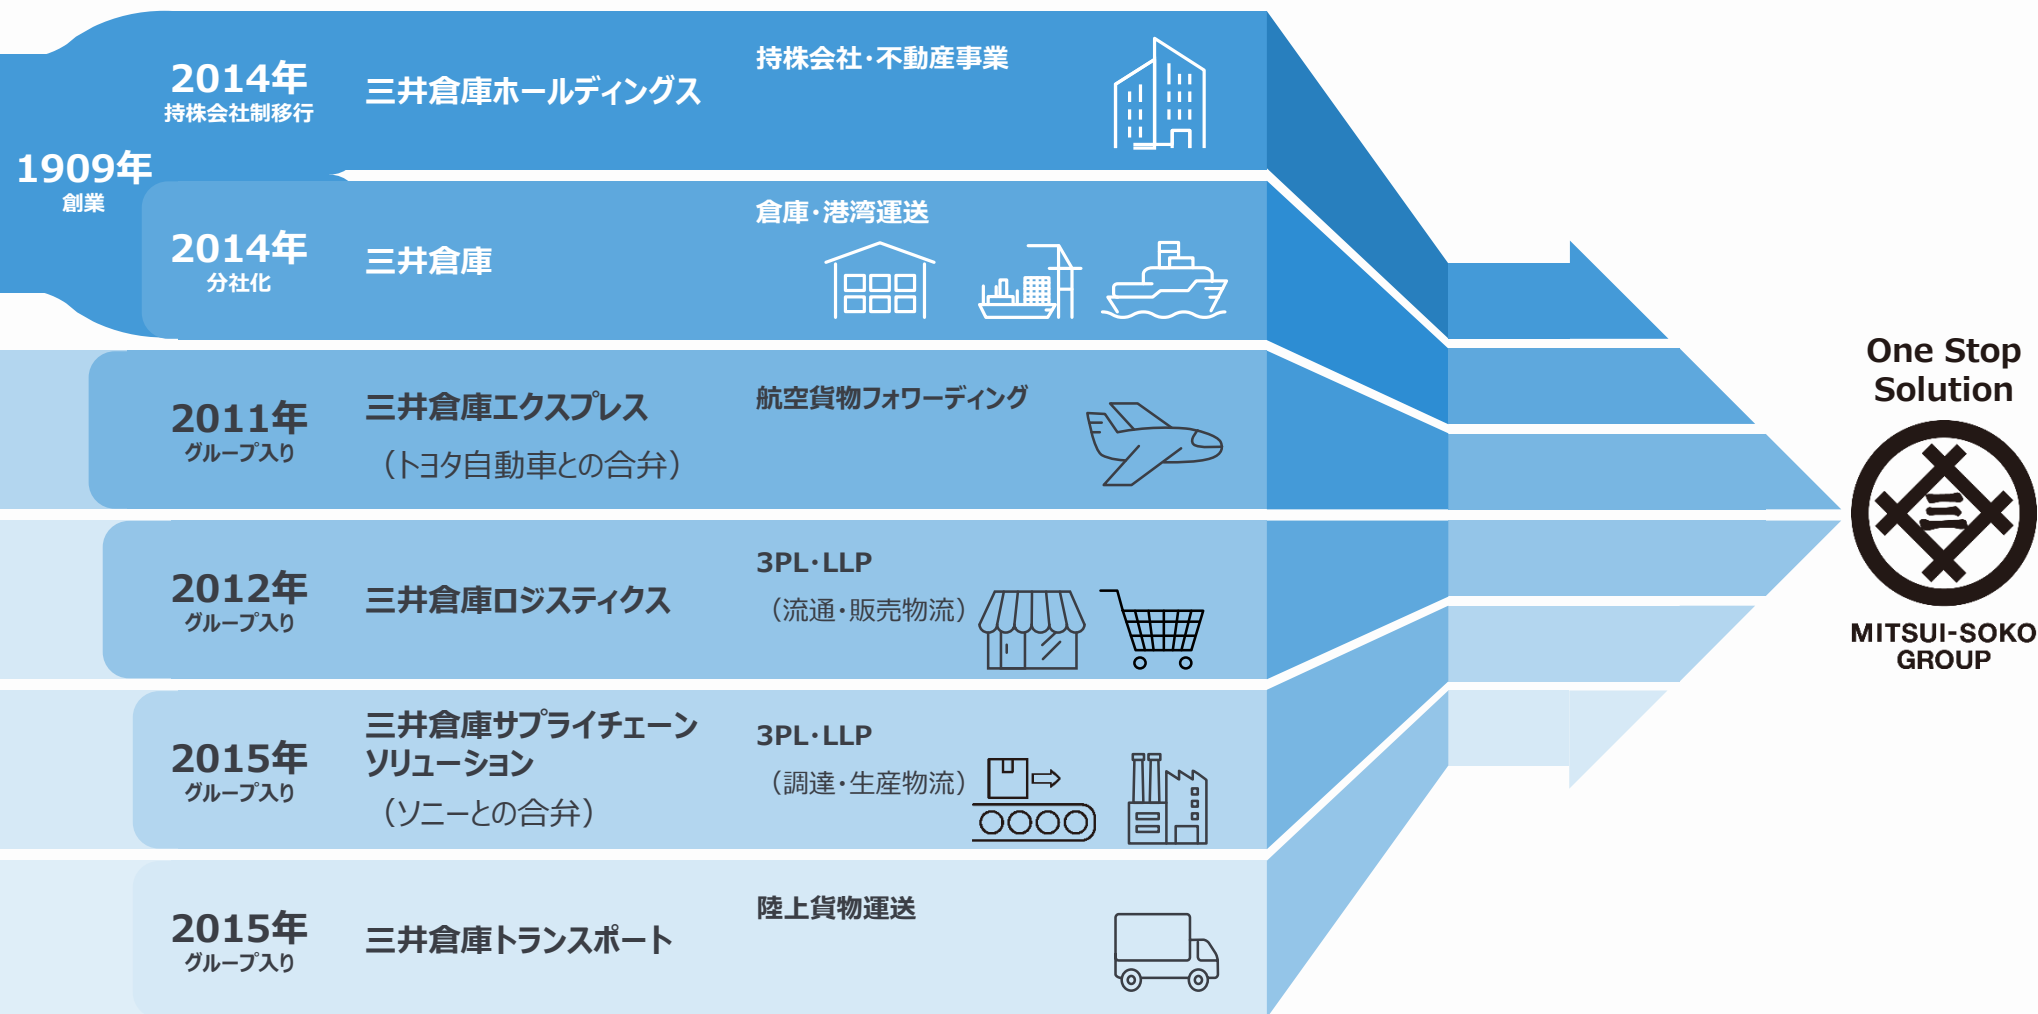 1909年
創業
2014年
持株会社制移行
三井倉庫ホールディングス
持株会社・不動産事業
2014年
分社化
三井倉庫
倉庫・港湾運送
2011年
グループ入り
三井倉庫エクスプレス
（トヨタ自動車との合弁）
航空貨物フォワーディング
2012年
グループ入り
三井倉庫ロジスティクス
3PL・LLP
（流通・販売物流）
2015年
グループ入り
三井倉庫サプライチェーン
ソリューション
（ソニーとの合弁）
3PL・LLP
（調達・生産物流）
2015年
グループ入り
三井倉庫トランスポート
陸上貨物運送
One Stop
Solution
三
MITSUI-SOKO
GROUP